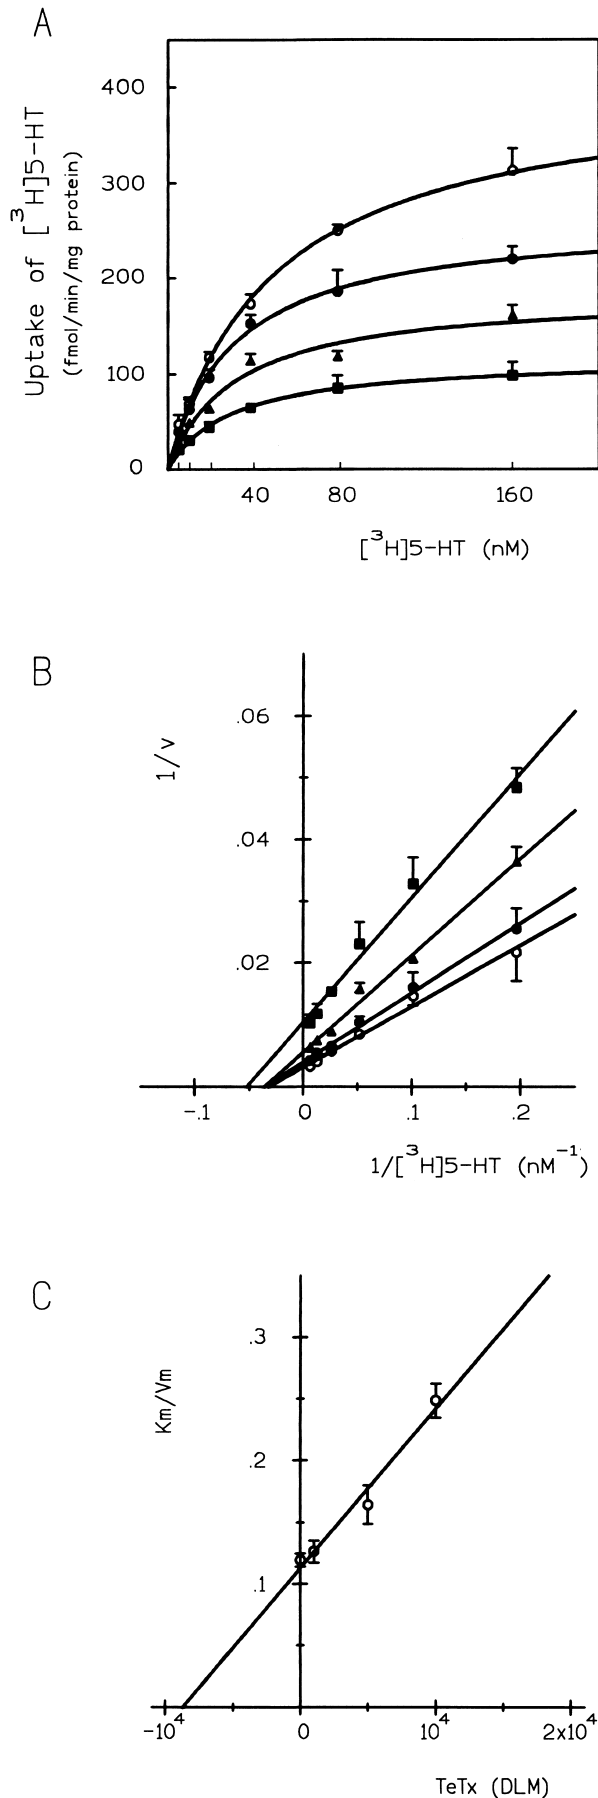 A
Uptake of [³H]5-HT
(fmol/min/mg protein)
400
300
200
100
0
40 80 160
[³H]5-HT (nM)
B
1/v
.06
.04
.02
-.1 0 .1 .2
1/[³H]5-HT (nM⁻¹)
C
Km/Vm
.3
.2
.1
-10⁴ 0 10⁴ 2x10⁴
TeTx (DLM)